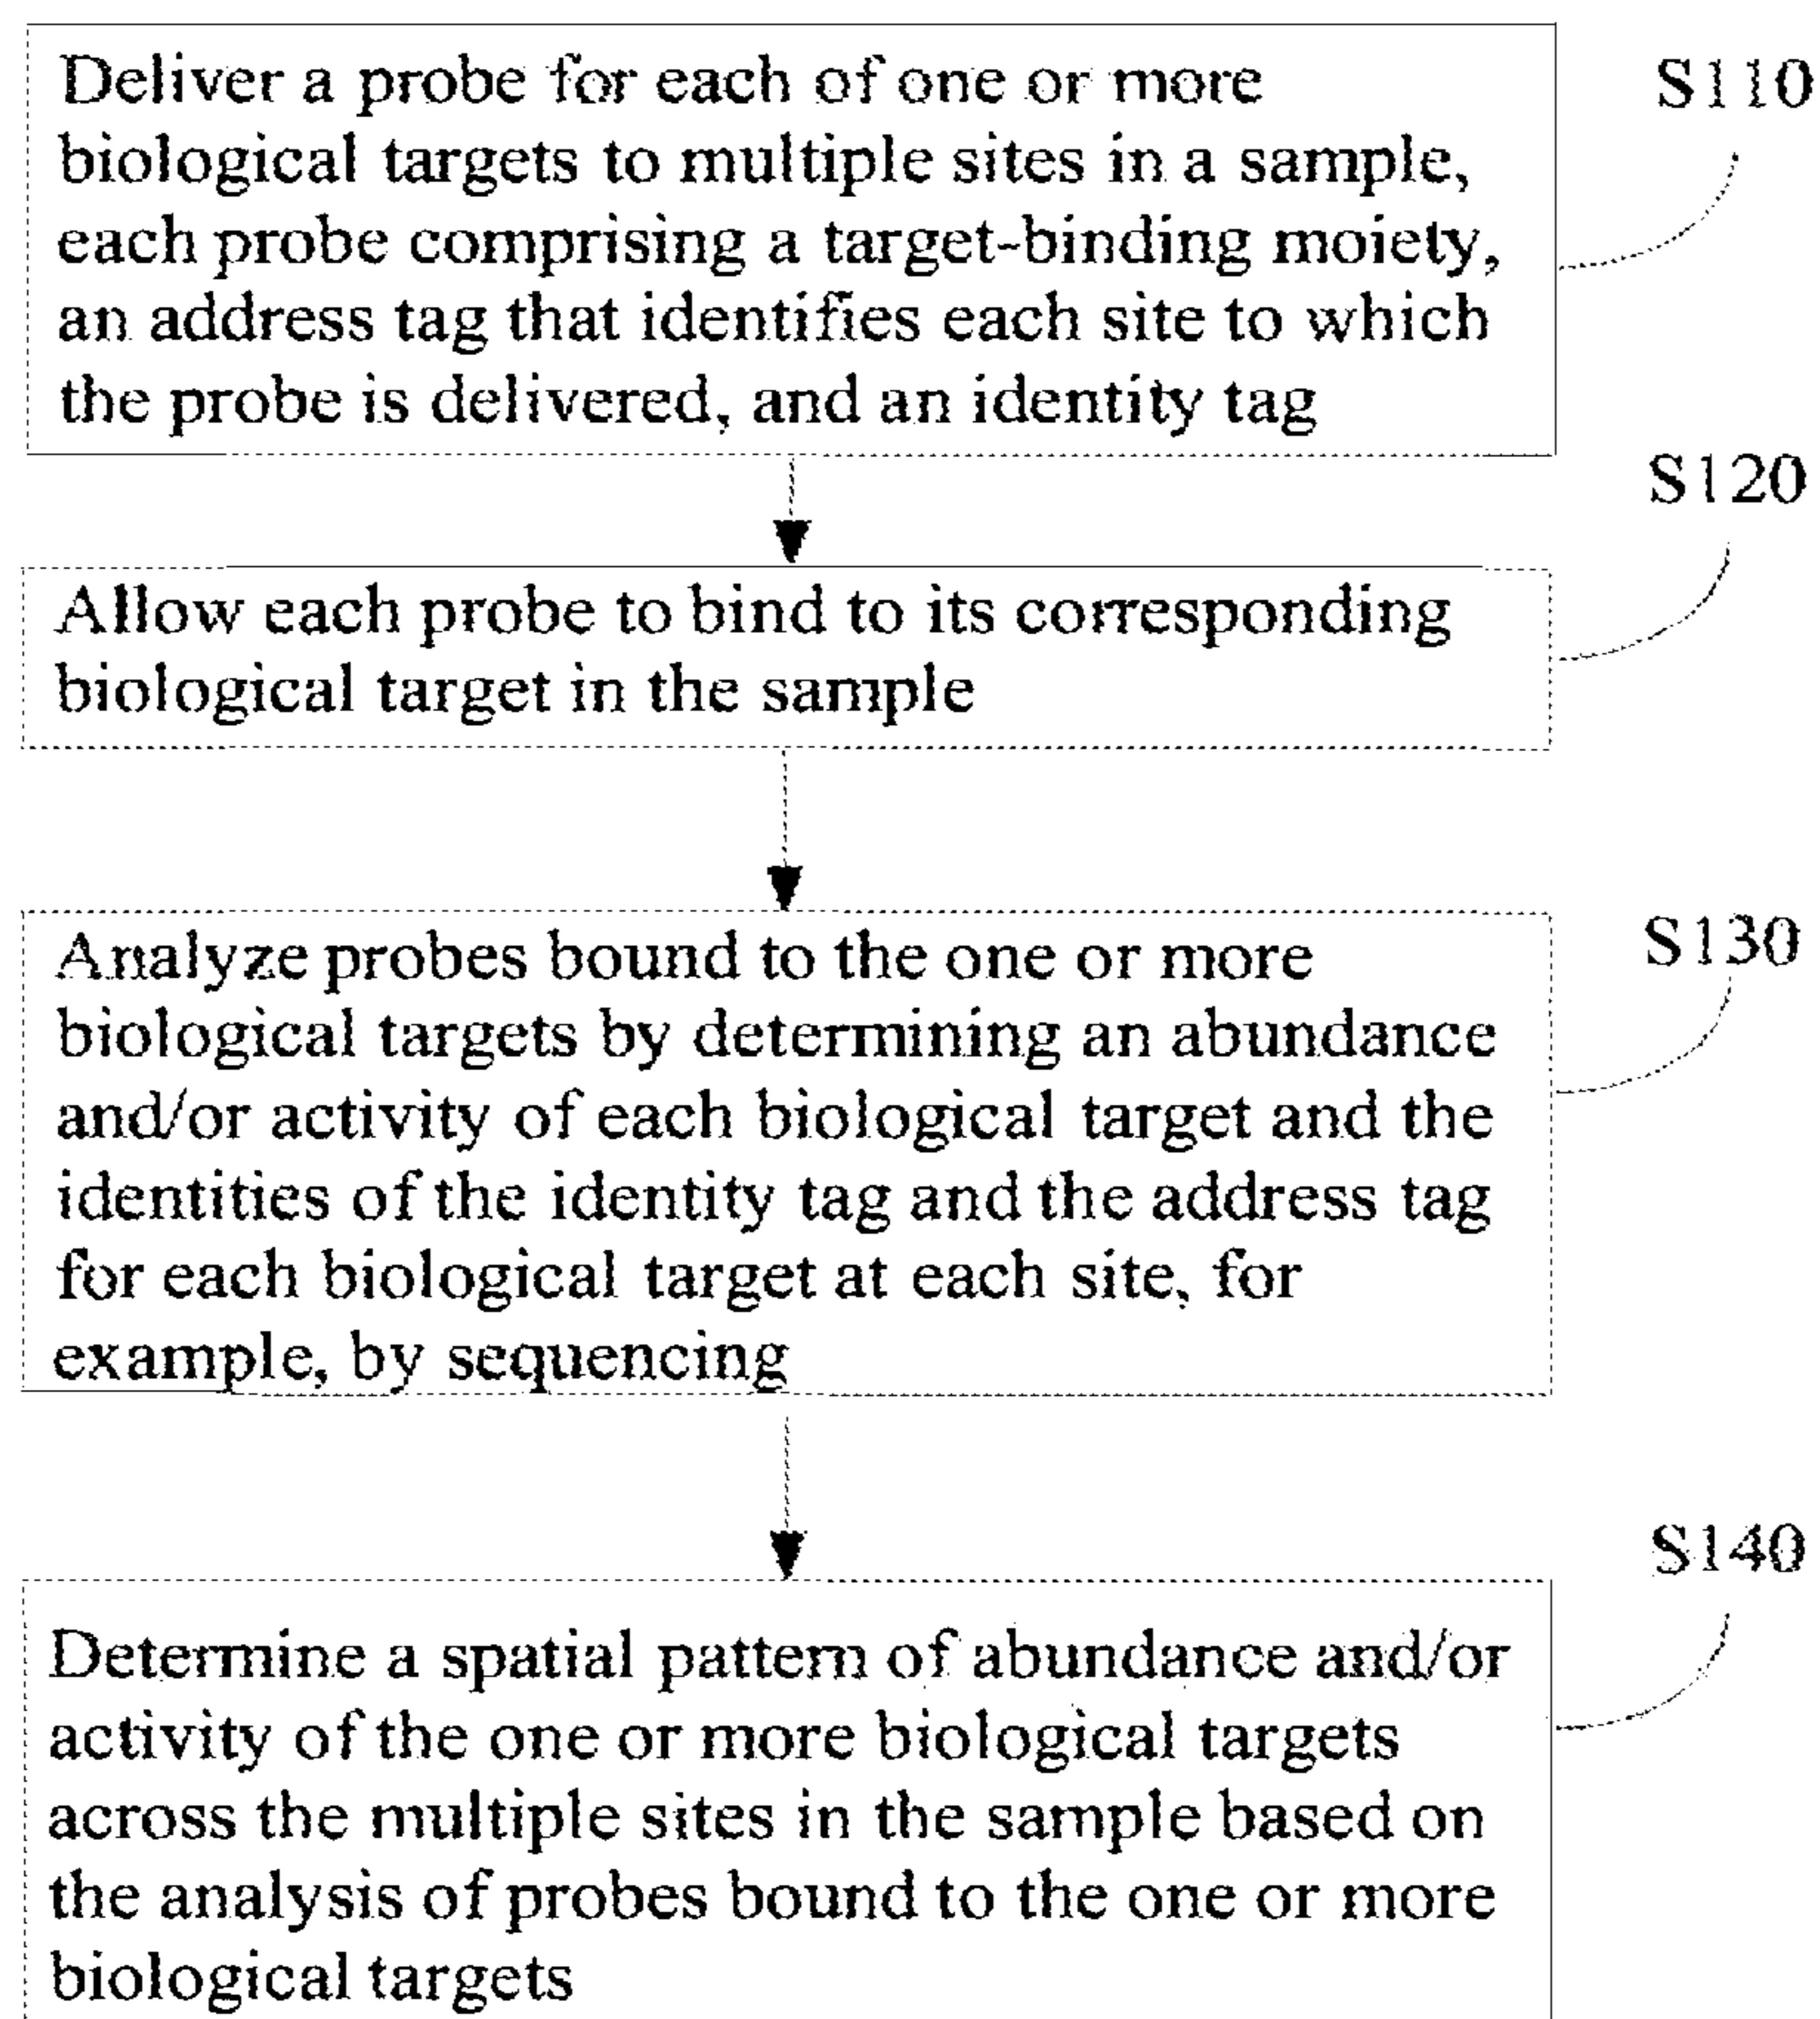 Deliver a probe for each of one or more
biological targets to multiple sites in a sample,
each probe comprising a target-binding moiety,
an address tag that identifies each site to which
the probe is delivered, and an identity tag
S110
S120
Allow each probe to bind to its corresponding
biological target in the sample
Analyze probes bound to the one or more
biological targets by determining an abundance
and/or activity of each biological target and the
identities of the identity tag and the address tag
for each biological target at each site, for
example, by sequencing
S130
S140
Determine a spatial pattern of abundance and/or
activity of the one or more biological targets
across the multiple sites in the sample based on
the analysis of probes bound to the one or more
biological targets